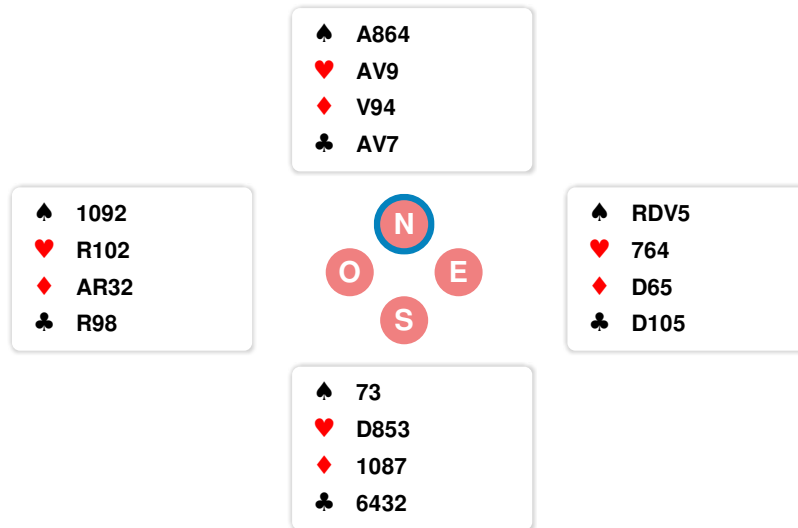 ♠ A864
♥ AV9
♦ V94
♣ AV7
♠ 1092
♥ R102
♦ AR32
♣ R98
N
O E
S
♠ RDV5
♥ 764
♦ D65
♣ D105
♠ 73
♥ D853
♦ 1087
♣ 6432